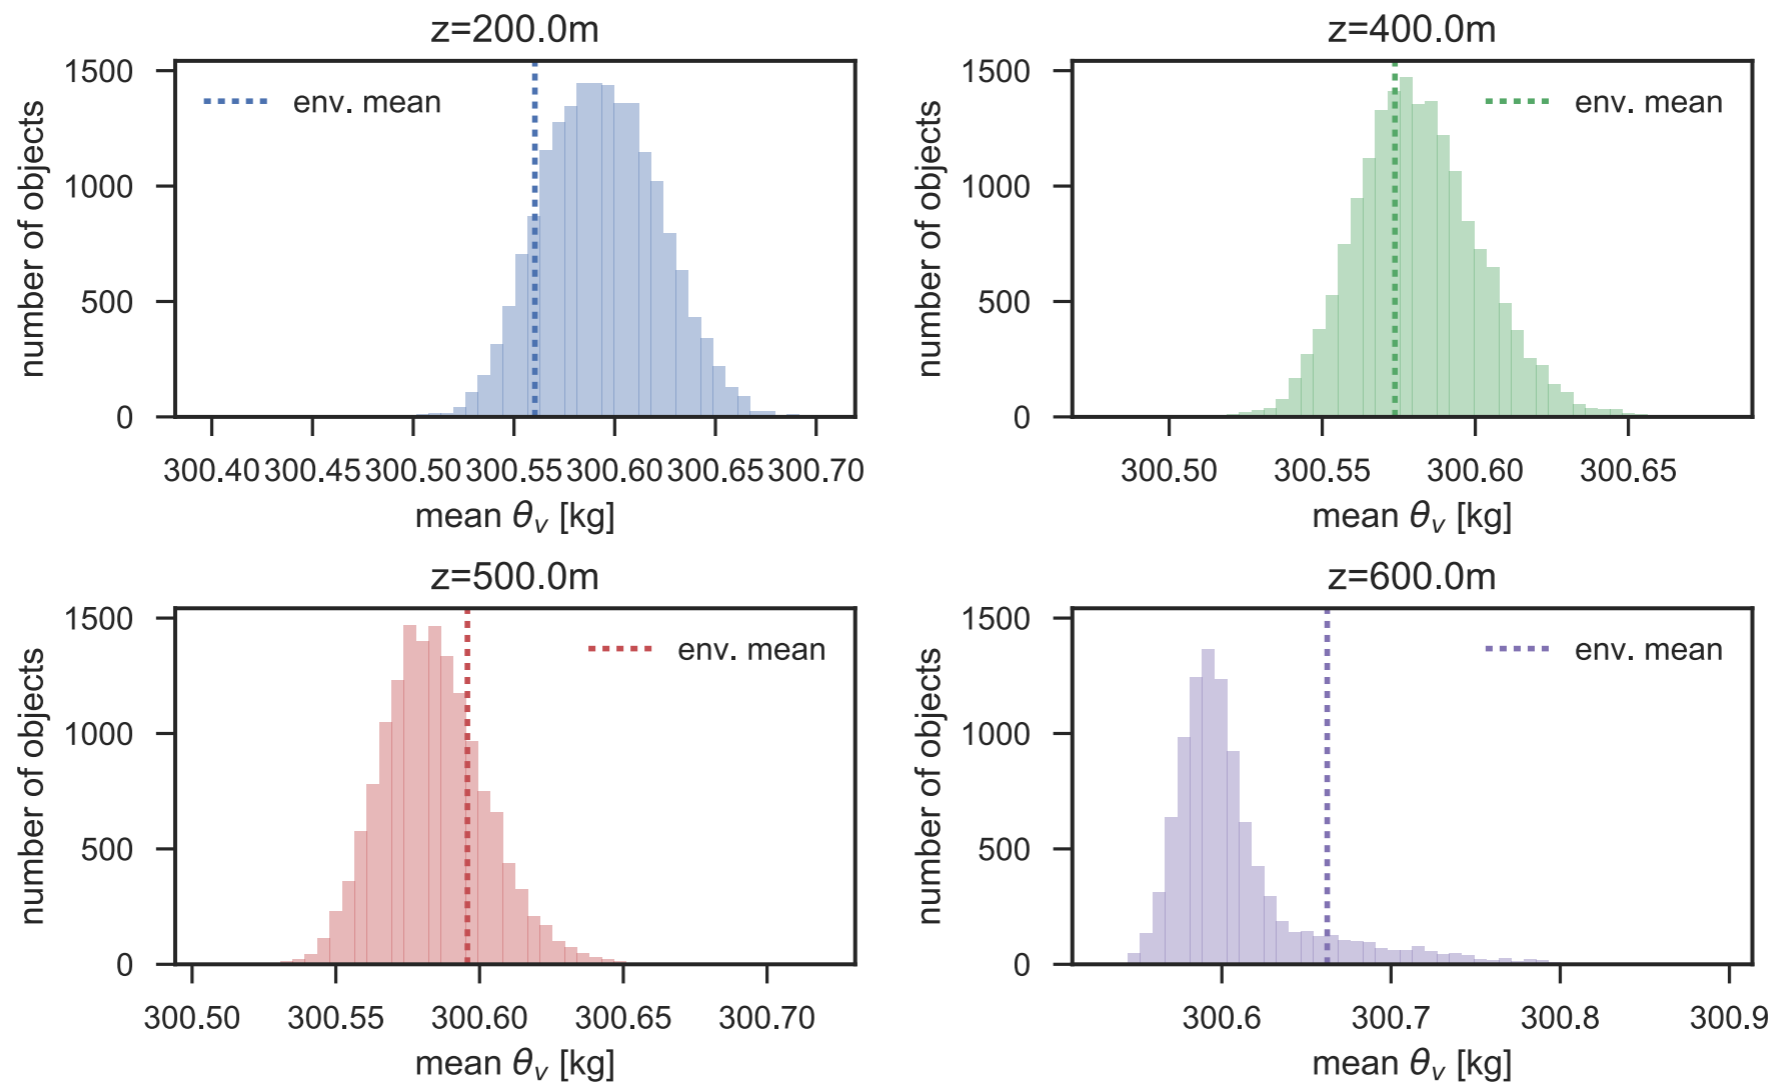 z=200.0m
number of objects
1500
1000
500
0
env. mean
300.40 300.45 300.50 300.55 300.60 300.65 300.70
mean θv [kg]
z=400.0m
number of objects
1500
1000
500
0
env. mean
300.50 300.55 300.60 300.65
mean θv [kg]
z=500.0m
number of objects
1500
1000
500
0
env. mean
300.50 300.55 300.60 300.65 300.70
mean θv [kg]
z=600.0m
number of objects
1500
1000
500
0
env. mean
300.6 300.7 300.8 300.9
mean θv [kg]